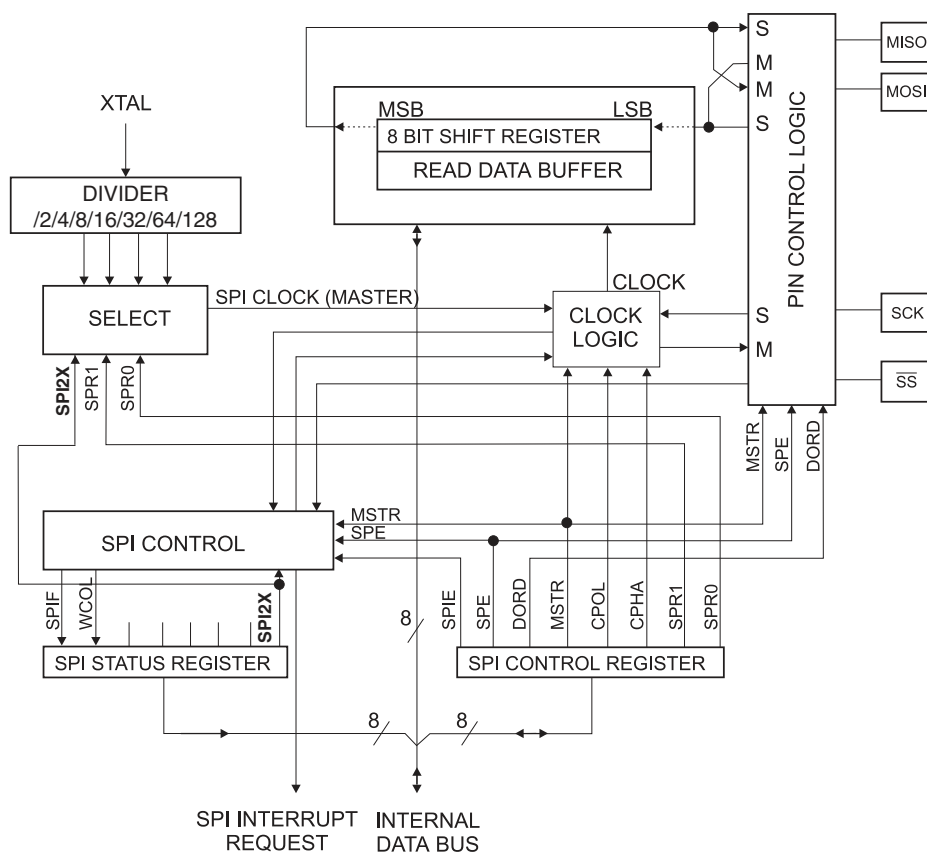 S
M
M
S
MISO
MOSI
XTAL
MSB
LSB
8 BIT SHIFT REGISTER
READ DATA BUFFER
DIVIDER
/2/4/8/16/32/64/128
PIN CONTROL LOGIC
SELECT
SPI CLOCK (MASTER)
CLOCK
CLOCK
LOGIC
S
M
SCK
SS
SPI2X
SPR1
SPR0
MSTR
SPE
DORD
SPI CONTROL
MSTR
SPE
SPIF
WCOL
SPI2X
8
SPIE
SPE
DORD
MSTR
CPOL
CPHA
SPR1
SPR0
SPI STATUS REGISTER
SPI CONTROL REGISTER
8
8
SPI INTERRUPT
REQUEST
INTERNAL
DATA BUS